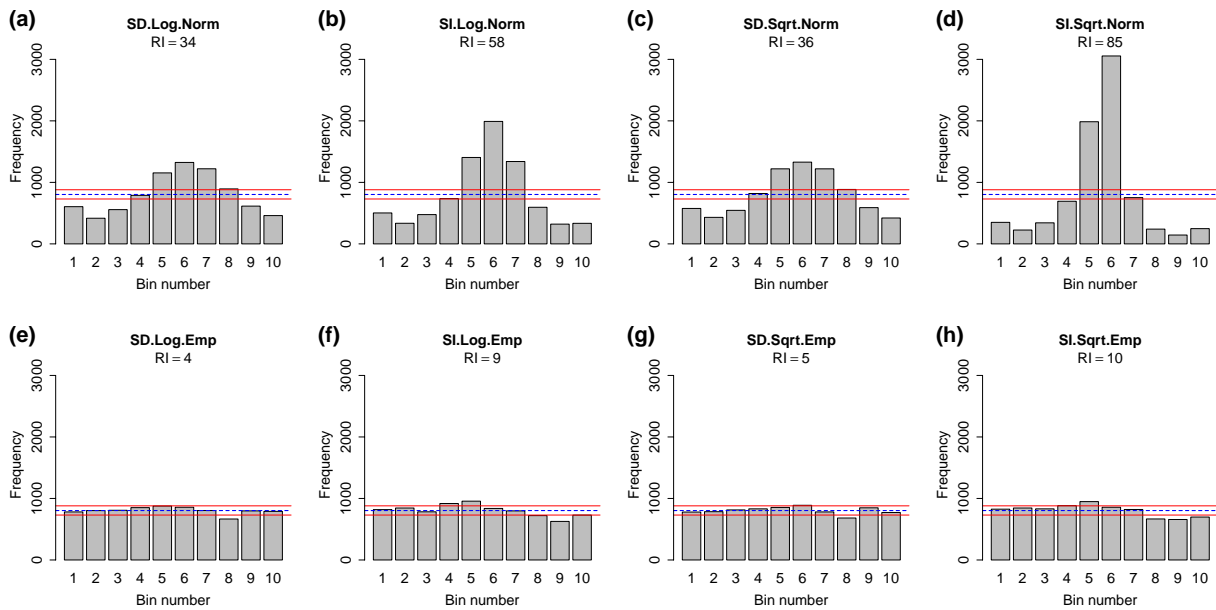 (a)
SD.Log.Norm
RI = 34
Frequency
3000
2000
1000
0
1 2 3 4 5 6 7 8 9 10
Bin number
(b)
SI.Log.Norm
RI = 58
Frequency
3000
2000
1000
0
1 2 3 4 5 6 7 8 9 10
Bin number
(c)
SD.Sqrt.Norm
RI = 36
Frequency
3000
2000
1000
0
1 2 3 4 5 6 7 8 9 10
Bin number
(d)
SI.Sqrt.Norm
RI = 85
Frequency
3000
2000
1000
0
1 2 3 4 5 6 7 8 9 10
Bin number
(e)
SD.Log.Emp
RI = 4
Frequency
3000
2000
1000
0
1 2 3 4 5 6 7 8 9 10
Bin number
(f)
SI.Log.Emp
RI = 9
Frequency
3000
2000
1000
0
1 2 3 4 5 6 7 8 9 10
Bin number
(g)
SD.Sqrt.Emp
RI = 5
Frequency
3000
2000
1000
0
1 2 3 4 5 6 7 8 9 10
Bin number
(h)
SI.Sqrt.Emp
RI = 10
Frequency
3000
2000
1000
0
1 2 3 4 5 6 7 8 9 10
Bin number